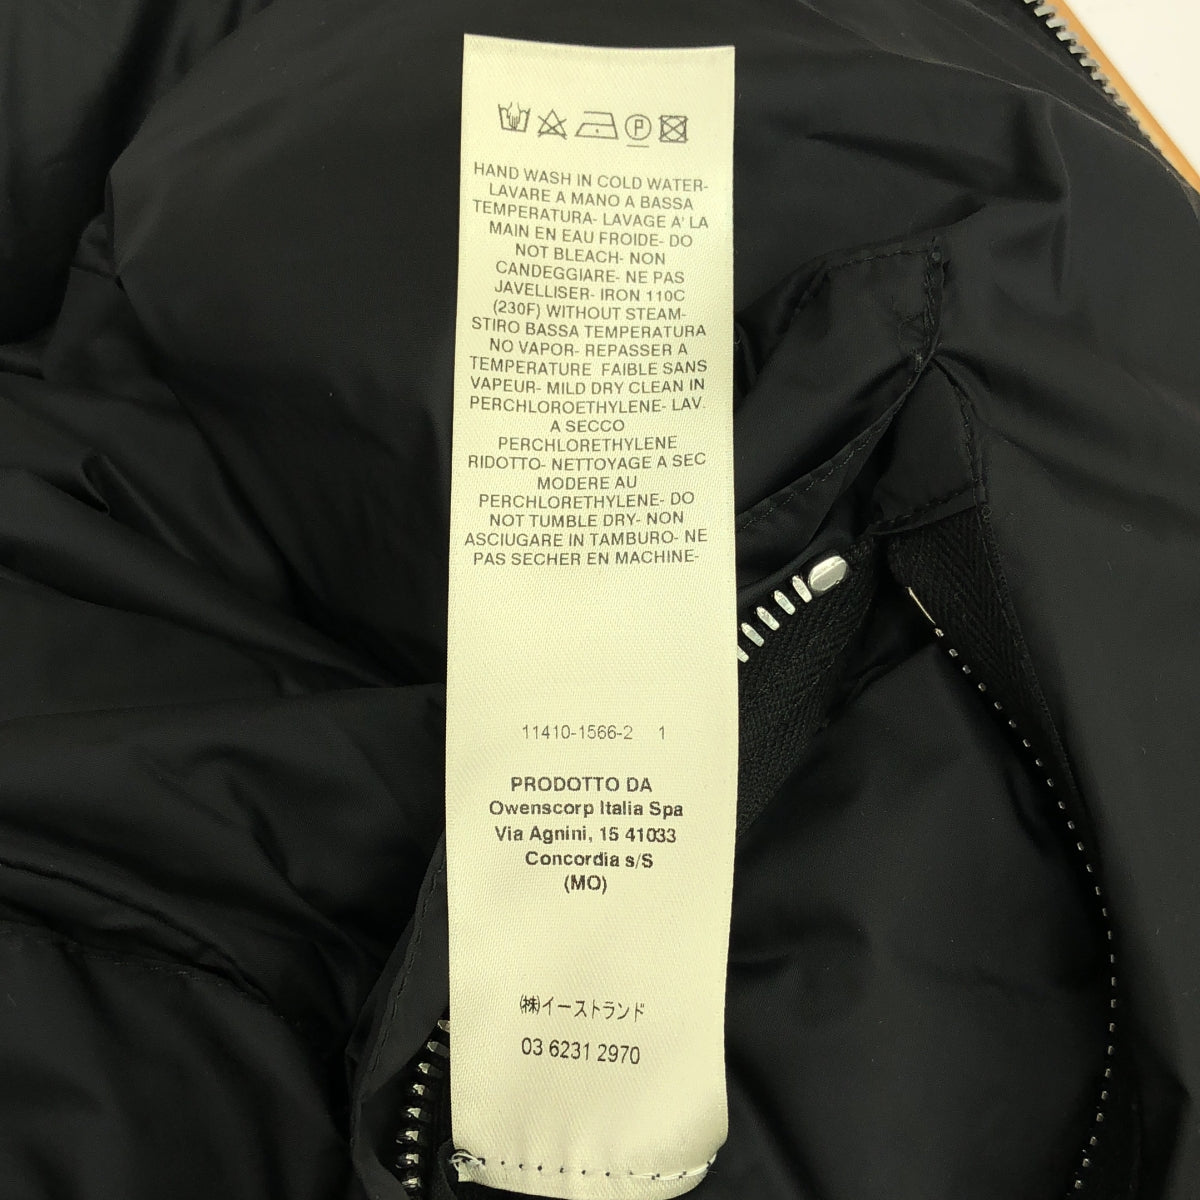 P
HAND WASH IN COLD WATER-
LAVARE A MANO A BASSA
TEMPERATURA- LAVAGE A' LA
MAIN EN EAU FROIDE- DO
NOT BLEACH- NON
CANDEGGIARE- NE PAS
JAVELLISER- IRON 110C
(230F) WITHOUT STEAM-
STIRO BASSA TEMPERATURA
NO VAPOR- REPASSER A
TEMPERATURE FAIBLE SANS
VAPEUR- MILD DRY CLEAN IN
PERCHLOROETHYLENE- LAV.
A SECCO
PERCHLORETHYLENE
RIDOTTO- NETTOYAGE A SEC
MODERE AU
PERCHLORETHYLENE- DO
NOT TUMBLE DRY- NON
ASCIUGARE IN TAMBURO- NE
PAS SECHER EN MACHINE-
11410-1566-2 1
PRODOTTO DA
Owenscorp Italia Spa
Via Agnini, 15 41033
Concordia s/S
(MO)
㈱イーストランド
03 6231 2970